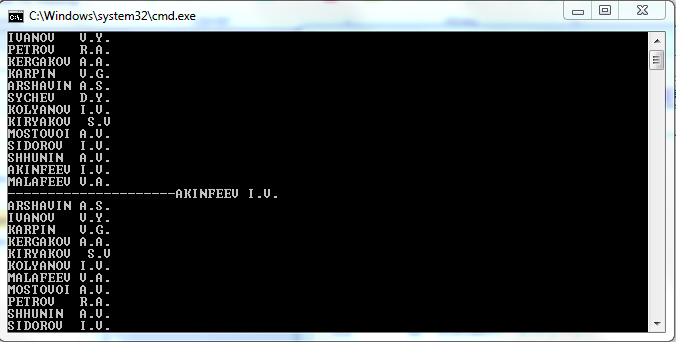 C:\Windows\system32\cmd.exe
IVANOV   V.Y.
PETROV   R.A.
KERGAKOV A.A.
KARPIN   V.G.
ARSHAVIN A.S.
SYCHEV   D.Y.
KOLYANOV I.V.
KIRYAKOV  S.V
MOSTOVOI A.V.
SIDOROV  I.V.
SHHUNIN  A.V.
AKINFEEV I.V.
MALAFEEV V.A.
---------------------AKINFEEV I.V.
ARSHAVIN A.S.
IVANOV   V.Y.
KARPIN   V.G.
KERGAKOV A.A.
KIRYAKOV  S.V
KOLYANOV I.V.
MALAFEEV V.A.
MOSTOVOI A.V.
PETROV   R.A.
SHHUNIN  A.V.
SIDOROV  I.V.